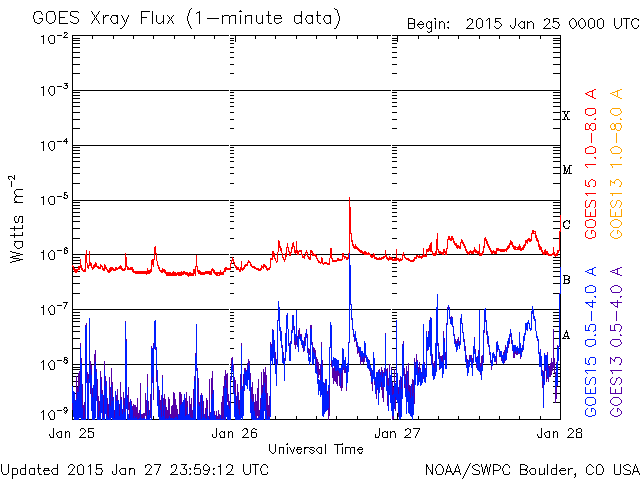 GOES Xray Flux (1-minute data)
Begin: 2015 Jan 25 0000 UTC
10⁻²
10⁻³
10⁻⁴
10⁻⁵
10⁻⁶
10⁻⁷
10⁻⁸
10⁻⁹
Watts m⁻²
X
M
C
B
A
GOES15 1.0-8.0 A
GOES13 1.0-8.0 A
GOES15 0.5-4.0 A
GOES13 0.5-4.0 A
Jan 25 Jan 26 Jan 27 Jan 28
Universal Time
Updated 2015 Jan 27 23:59:12 UTC
NOAA/SWPC Boulder, CO USA